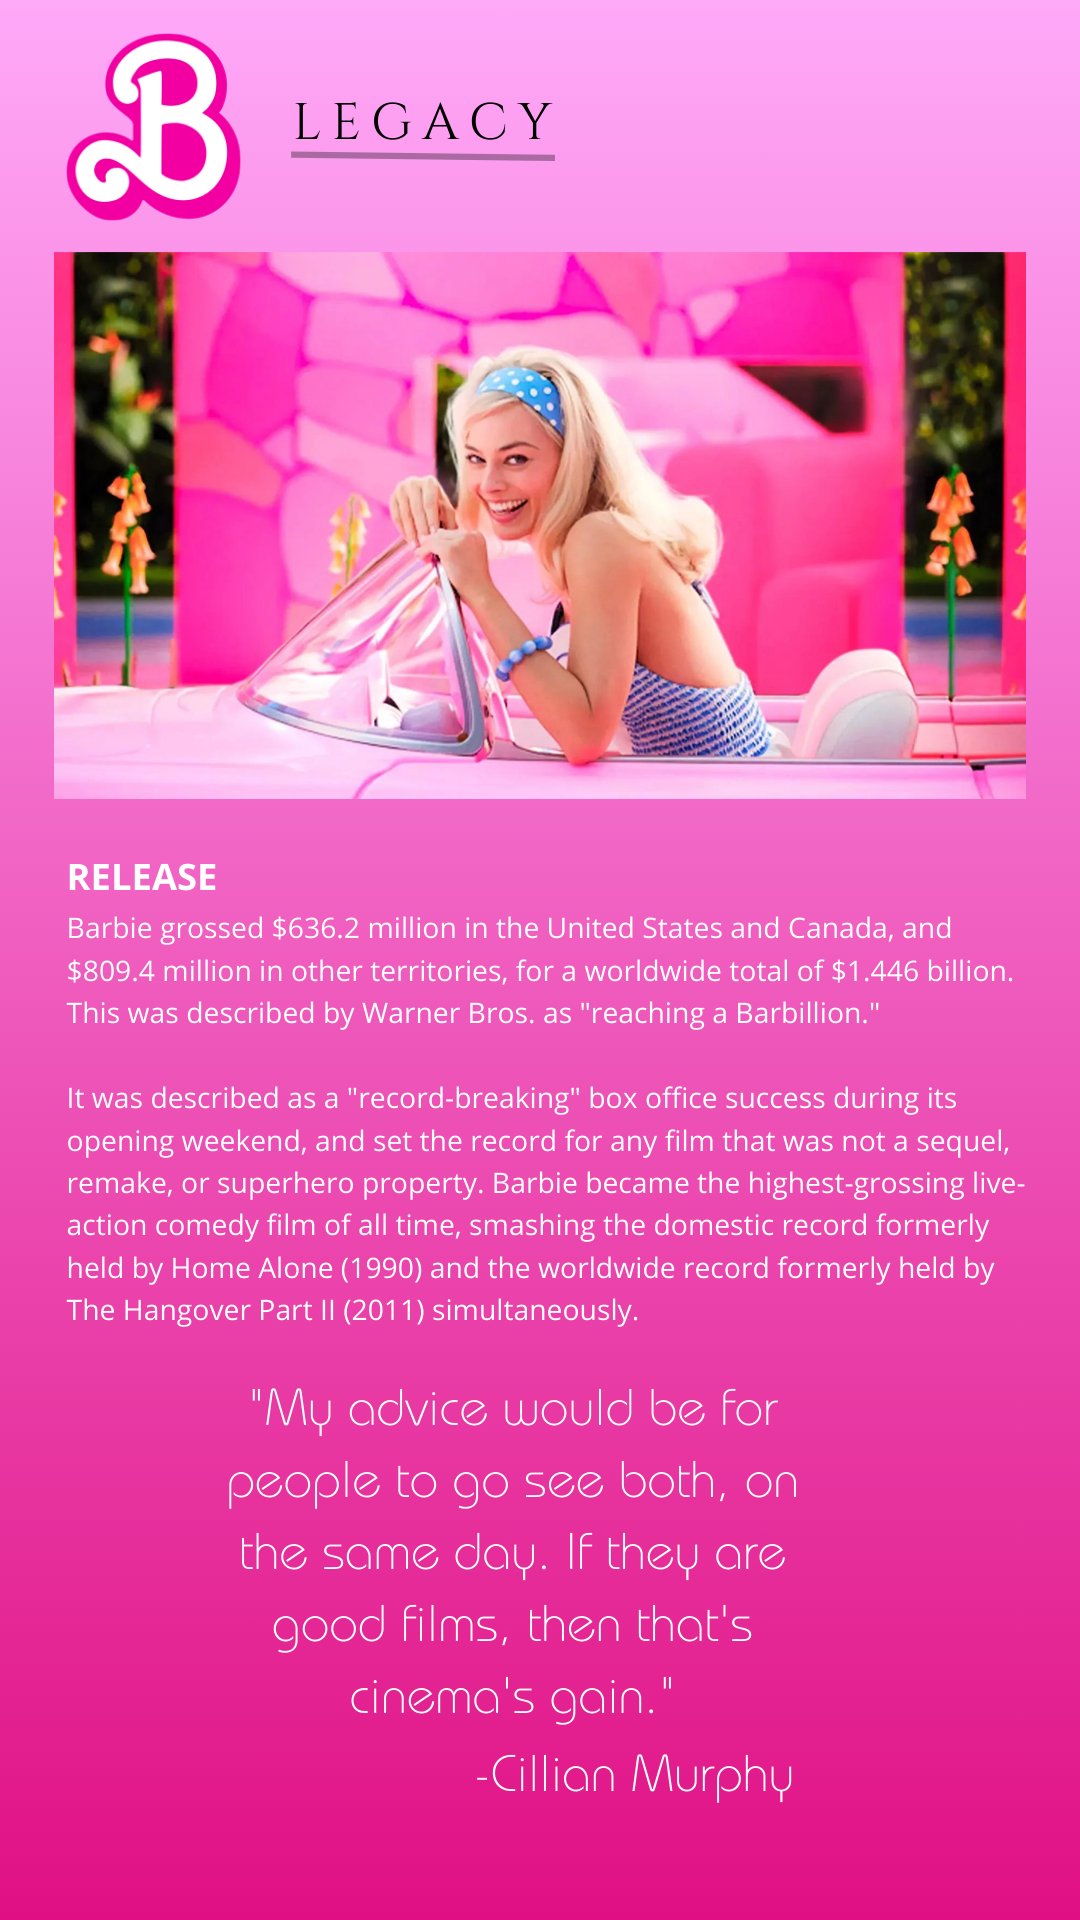 B
LEGACY
RELEASE
Barbie grossed $636.2 million in the United States and Canada, and
$809.4 million in other territories, for a worldwide total of $1.446 billion.
This was described by Warner Bros. as "reaching a Barbillion."
It was described as a "record-breaking" box office success during its
opening weekend, and set the record for any film that was not a sequel,
remake, or superhero property. Barbie became the highest-grossing live-
action comedy film of all time, smashing the domestic record formerly
held by Home Alone (1990) and the worldwide record formerly held by
The Hangover Part II (2011) simultaneously.
"My advice would be for
people to go see both, on
the same day. If they are
good films, then that's
cinema's gain."
-Cillian Murphy